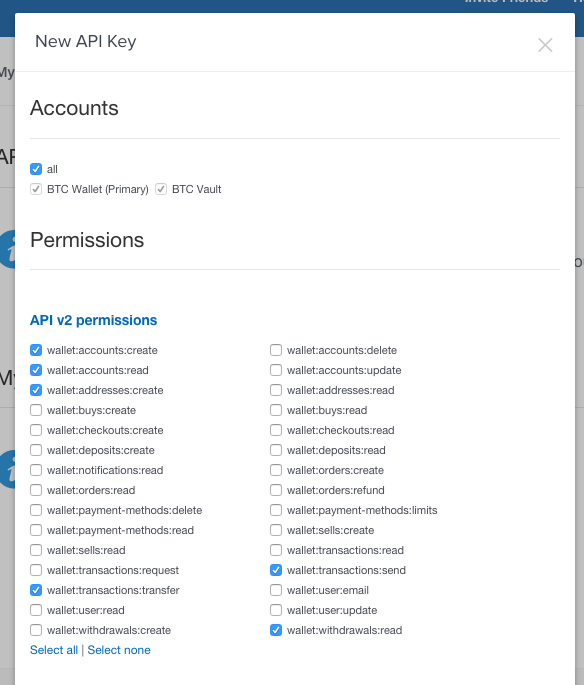 New API Key
My
Accounts
AP
all
BTC Wallet (Primary) BTC Vault
Permissions
API v2 permissions
wallet:accounts:create wallet:accounts:delete
wallet:accounts:read wallet:accounts:update
My
wallet:addresses:create wallet:addresses:read
wallet:buys:create wallet:buys:read
wallet:checkouts:create wallet:checkouts:read
wallet:deposits:create wallet:deposits:read
wallet:notifications:read wallet:orders:create
wallet:orders:read wallet:orders:refund
wallet:payment-methods:delete wallet:payment-methods:limits
wallet:payment-methods:read wallet:sells:create
wallet:sells:read wallet:transactions:read
wallet:transactions:request wallet:transactions:send
wallet:transactions:transfer wallet:user:email
wallet:user:read wallet:user:update
wallet:withdrawals:create wallet:withdrawals:read
Select all | Select none